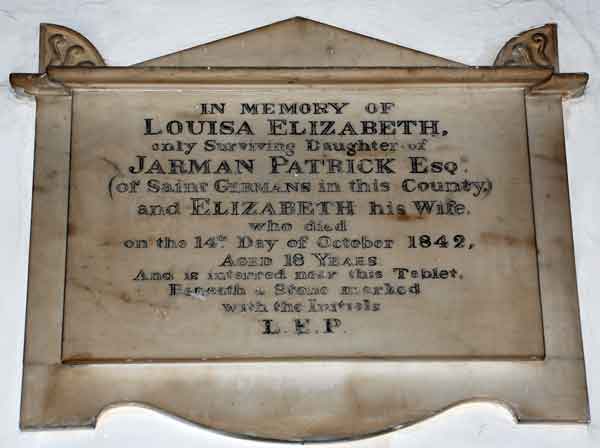 IN MEMORY OF
LOUISA ELIZABETH,
only Surviving Daughter of
JARMAN PATRICK ESQ.
(of Saint GERMANS in this County,)
and ELIZABETH his Wife,
who died
on the 14th Day of October 1842,
AGED 18 YEARS.
And is interred near this Tablet,
Beneath a Stone marked
with the Initials
L. E. P.